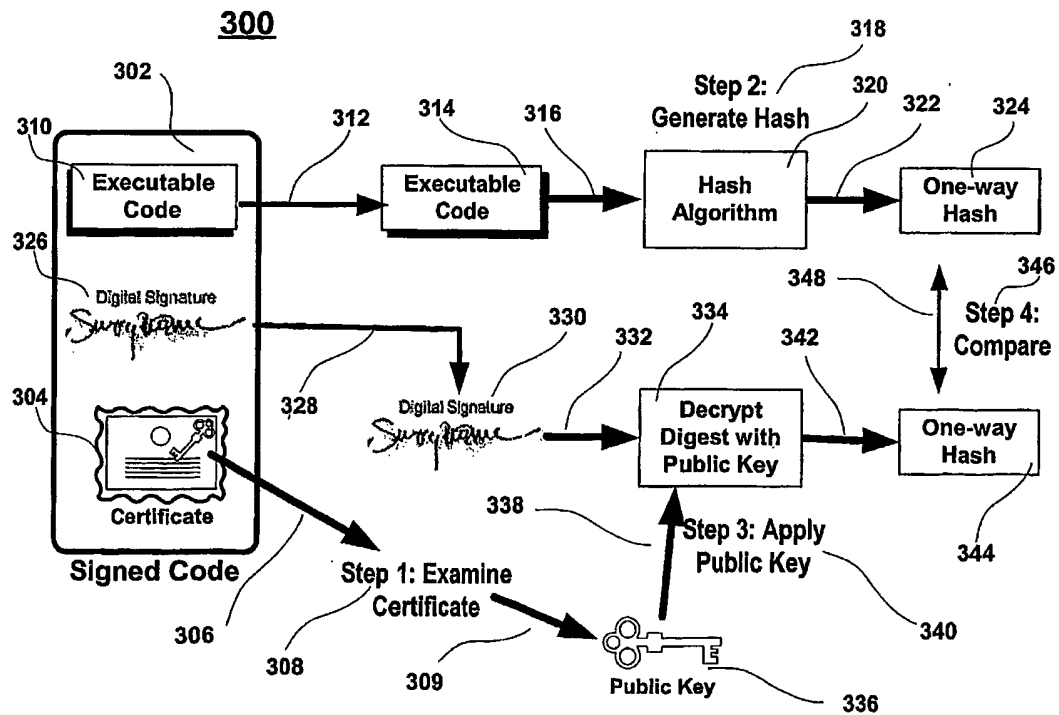 300
302
318
310
312
314
316
Step 2:
Generate Hash
320
322
324
Executable
Code
Executable
Code
Hash
Algorithm
One-way
Hash
326
Digital Signature
328
330
Digital Signature
332
334
342
348
346
Step 4:
Compare
304
Certificate
Signed Code
Decrypt
Digest with
Public Key
One-way
Hash
344
306
Step 1: Examine
Certificate
308
309
338
Step 3: Apply
Public Key
340
Public Key
336